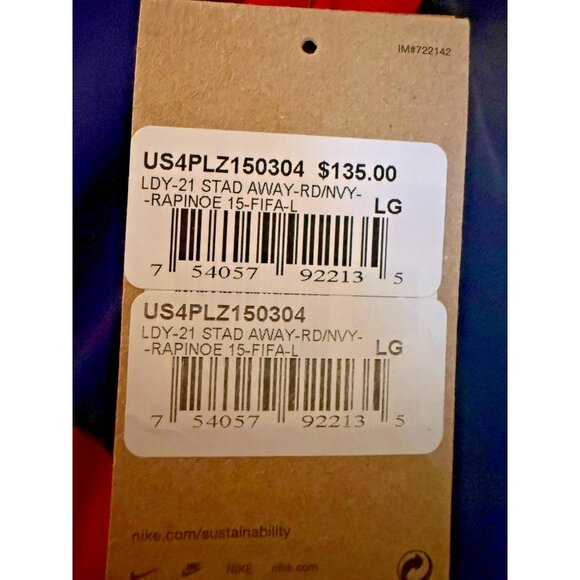 IM#722142
US4PLZ150304 $135.00
LDY-21 STAD AWAY-RD/NVY-
-RAPINOE 15-FIFA-L LG
7 54057 92213 5
US4PLZ150304
LDY-21 STAD AWAY-RD/NVY-
-RAPINOE 15-FIFA-L LG
7 54057 92213 5
nike.com/sustainability
NIKE nike.com